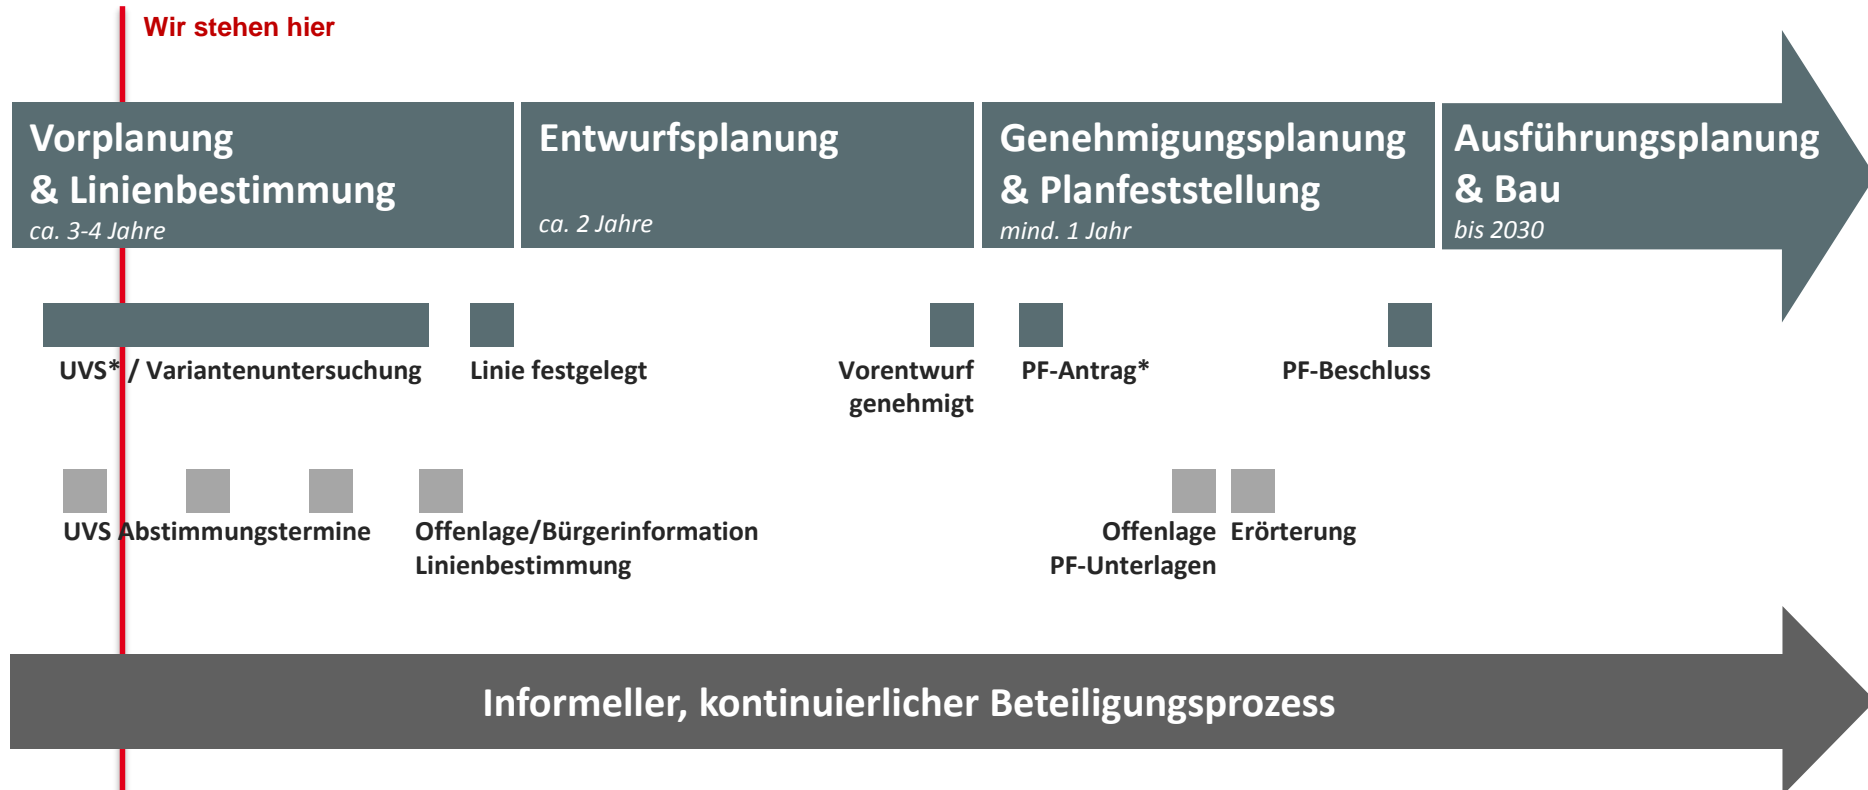 Wir stehen hier
Vorplanung
& Linienbestimmung
ca. 3-4 Jahre
Entwurfsplanung
ca. 2 Jahre
Genehmigungsplanung
& Planfeststellung
mind. 1 Jahr
Ausführungsplanung
& Bau
bis 2030
UVS* / Variantenuntersuchung
Linie festgelegt
Vorentwurf
genehmigt
PF-Antrag*
PF-Beschluss
UVS Abstimmungstermine
Offenlage/Bürgerinformation
Linienbestimmung
Offenlage
PF-Unterlagen
Erörterung
Informeller, kontinuierlicher Beteiligungsprozess